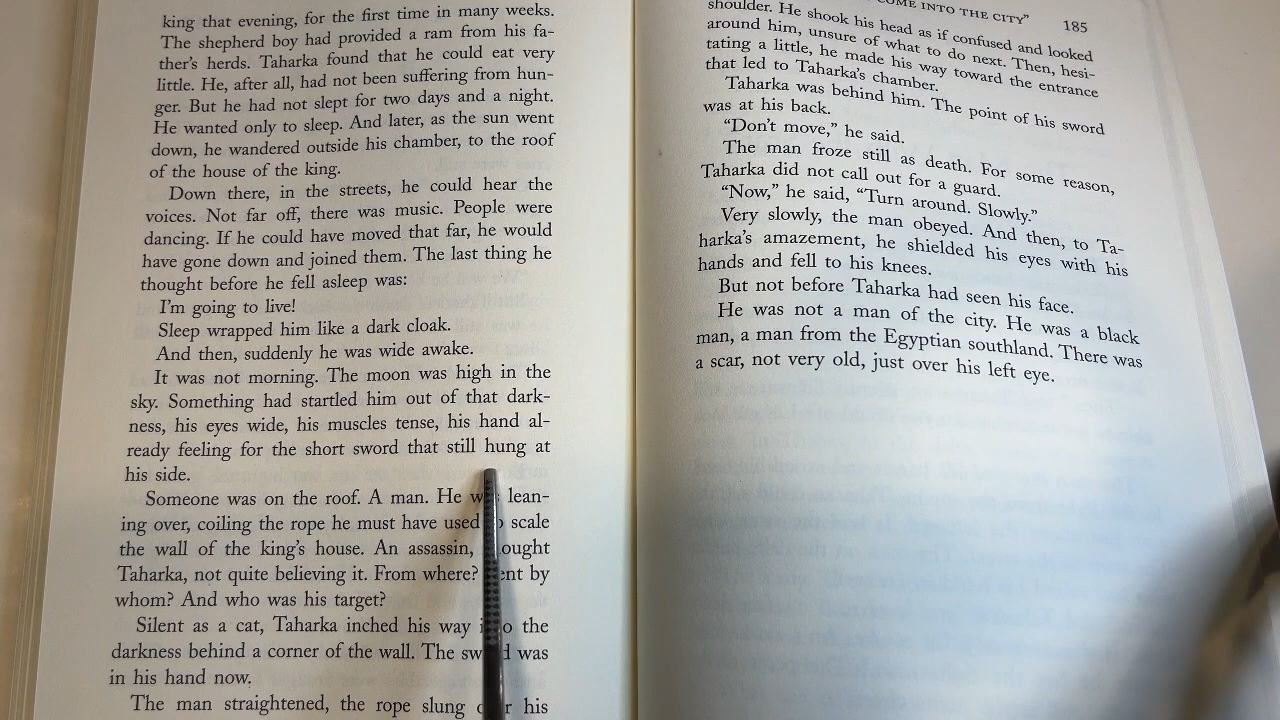 king that evening, for the first time in many weeks.
The shepherd boy had provided a ram from his fa-
ther's herds. Taharka found that he could eat very
little. He, after all, had not been suffering from hun-
ger. But he had not slept for two days and a night.
He wanted only to sleep. And later, as the sun went
down, he wandered outside his chamber, to the roof
of the house of the king.
Down there, in the streets, he could hear the
voices. Not far off, there was music. People were
dancing. If he could have moved that far, he would
have gone down and joined them. The last thing he
thought before he fell asleep was:
I'm going to live!
Sleep wrapped him like a dark cloak.
And then, suddenly he was wide awake.
It was not morning. The moon was high in the
sky. Something had startled him out of that dark-
ness, his eyes wide, his muscles tense, his hand al-
ready feeling for the short sword that still hung at
his side.
Someone was on the roof. A man. He lean-
ing over, coiling the rope he must have used scale
the wall of the king's house. An assassin,
Taharka, not quite believing it. From where? by
whom? And who was his target?
Silent as a cat, Taharka inched his way the
darkness behind a corner of the wall. The was
in his hand now.
The man straightened, the rope slung his
COME INTO THE CITY" 185
shoulder. He shook his head as if confused and looked
around him, unsure of what to do next. Then, hesi-
tating a little, he made his way toward the entrance
that led to Taharka's chamber.
Taharka was behind him. The point of his sword
was at his back.
"Don't move," he said.
The man froze still as death. For some reason,
Taharka did not call out for a guard.
"Now," he said, "Turn around. Slowly."
Very slowly, the man obeyed. And then, to Ta-
harka's amazement, he shielded his eyes with his
hands and fell to his knees.
But not before Taharka had seen his face.
He was not a man of the city. He was a black
man, a man from the Egyptian southland. There was
a scar, not very old, just over his left eye.